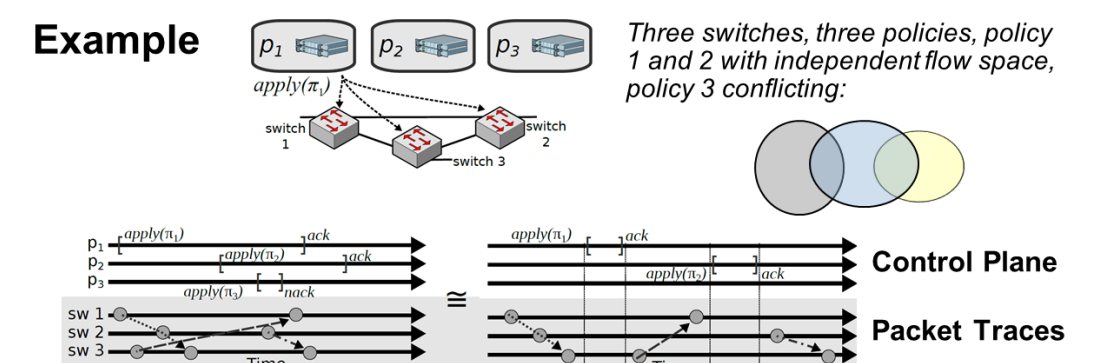 Example
p1 p2 p3
apply(π1)
switch 1
switch 2
switch 3
Three switches, three policies, policy
1 and 2 with independent flow space,
policy 3 conflicting:
p1 apply(π1) ack
p2 apply(π2) ack
p3
apply(π3) nack
sw 1
sw 2
sw 3
Time
≅
apply(π1) ack
apply(π2) ack
Time
Control Plane
Packet Traces